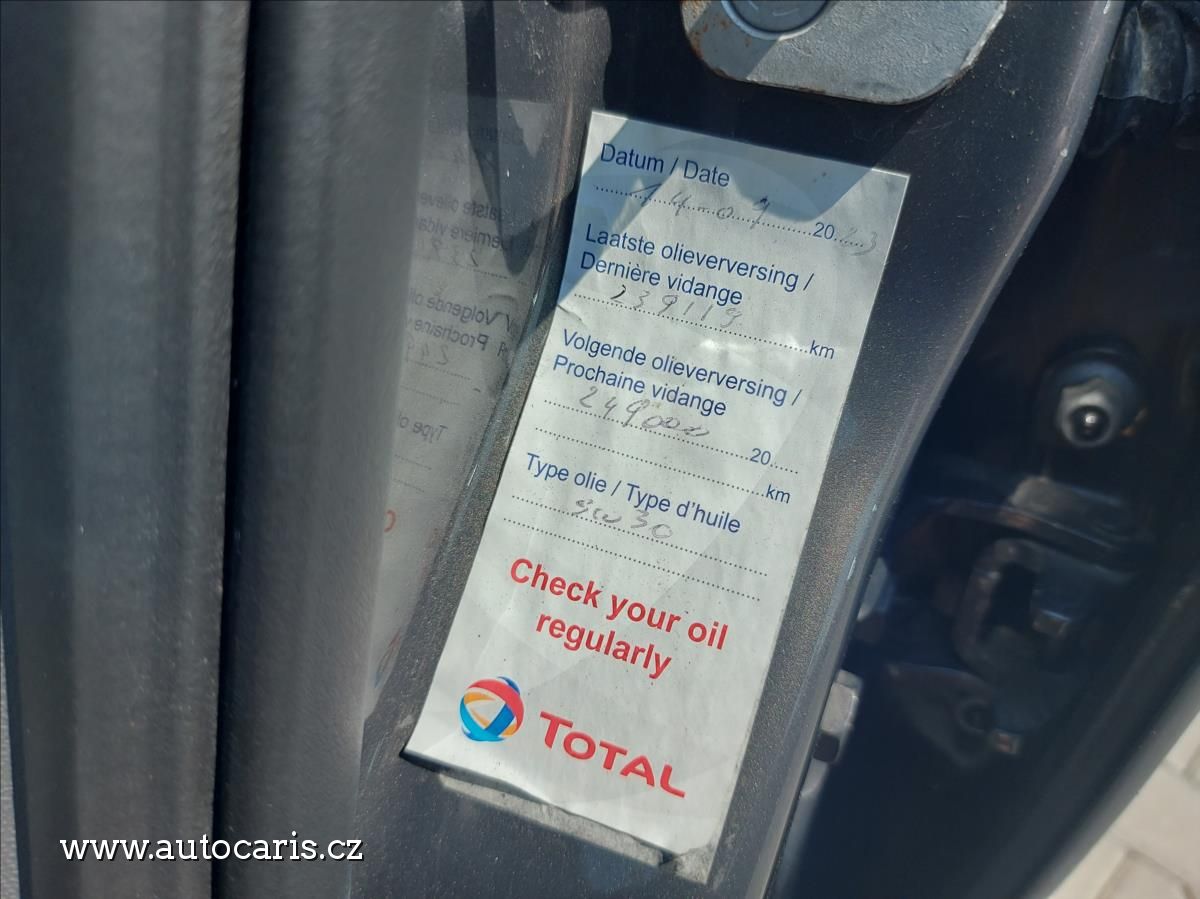 Datum / Date
14-09 2023
Laatste olieverversing /
Dernière vidange
239119 km
Volgende olieverversing /
Prochaine vidange
249000 20
km
Type olie / Type d'huile
5w30
Check your oil
regularly
TOTAL
www.autocaris.cz